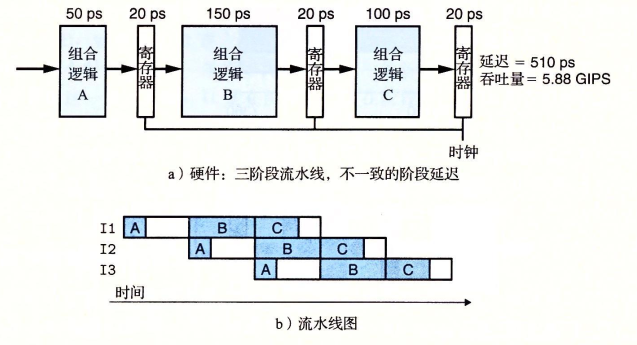 50 ps 20 ps 150 ps 20 ps 100 ps 20 ps
组合
逻辑
A
寄存器
组合
逻辑
B
寄存器
组合
逻辑
C
寄存器
延迟 = 510 ps
吞吐量 = 5.88 GIPS
时钟
a）硬件：三阶段流水线，不一致的阶段延迟
I1 A B C
I2 A B C
I3 A B C
时间
b）流水线图